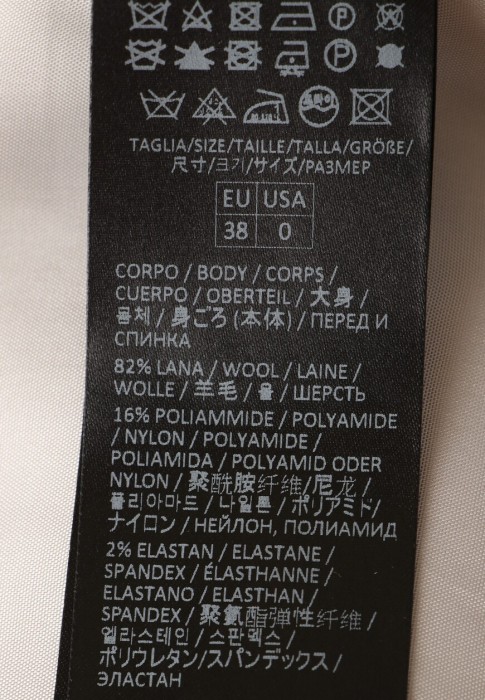 TAGLIA/SIZE/TAILLE/TALLA/GRÖßE/
尺寸/크기/サイズ/РАЗМЕР
EU USA
38 0
CORPO / BODY / CORPS /
CUERPO / OBERTEIL / 大身 /
몸체 / 身ごろ (本体) / ПЕРЕД И
СПИНКА
82% LANA / WOOL / LAINE /
WOLLE / 羊毛 / 울 / ШЕРСТЬ
16% POLIAMMIDE / POLYAMIDE
/ NYLON / POLYAMIDE /
POLIAMIDA / POLYAMID ODER
NYLON / 聚酰胺纤维/尼龙 /
폴리아마드 / 나일론 / ポリアミド/
ナイロン / НЕЙЛОН, ПОЛИАМИД
2% ELASTAN / ELASTANE /
SPANDEX / ÉLASTHANNE /
ELASTANO / ELASTHAN /
SPANDEX / 聚氨酯弹性纤维 /
엘라스테인 / 스판덱스 /
ポリウレタン/スパンデックス /
ЭЛАСТАН